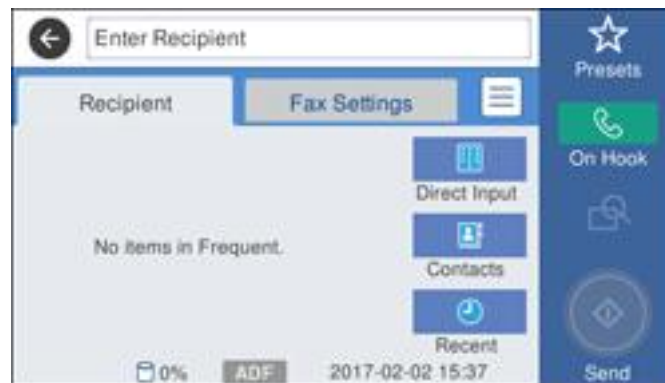 Enter Recipient
Presets
Recipient
Fax Settings
On Hook
Direct Input
No items in Frequent.
Contacts
Recent
0%
ADF
2017-02-02 15:37
Send